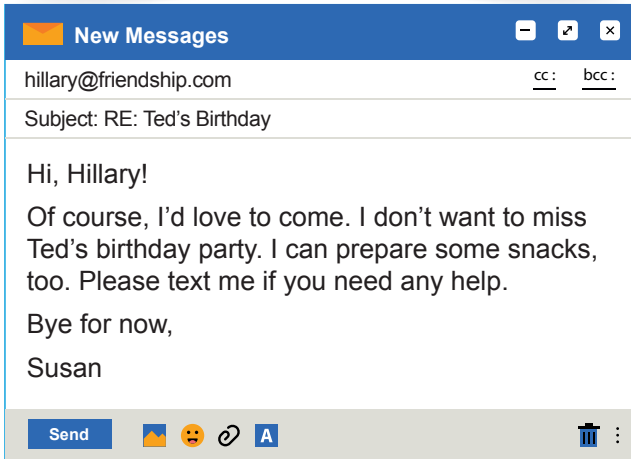 New Messages
hillary@friendship.com cc: bcc:
Subject: RE: Ted’s Birthday
Hi, Hillary!
Of course, I’d love to come. I don’t want to miss
Ted’s birthday party. I can prepare some snacks,
too. Please text me if you need any help.
Bye for now,
Susan
Send A